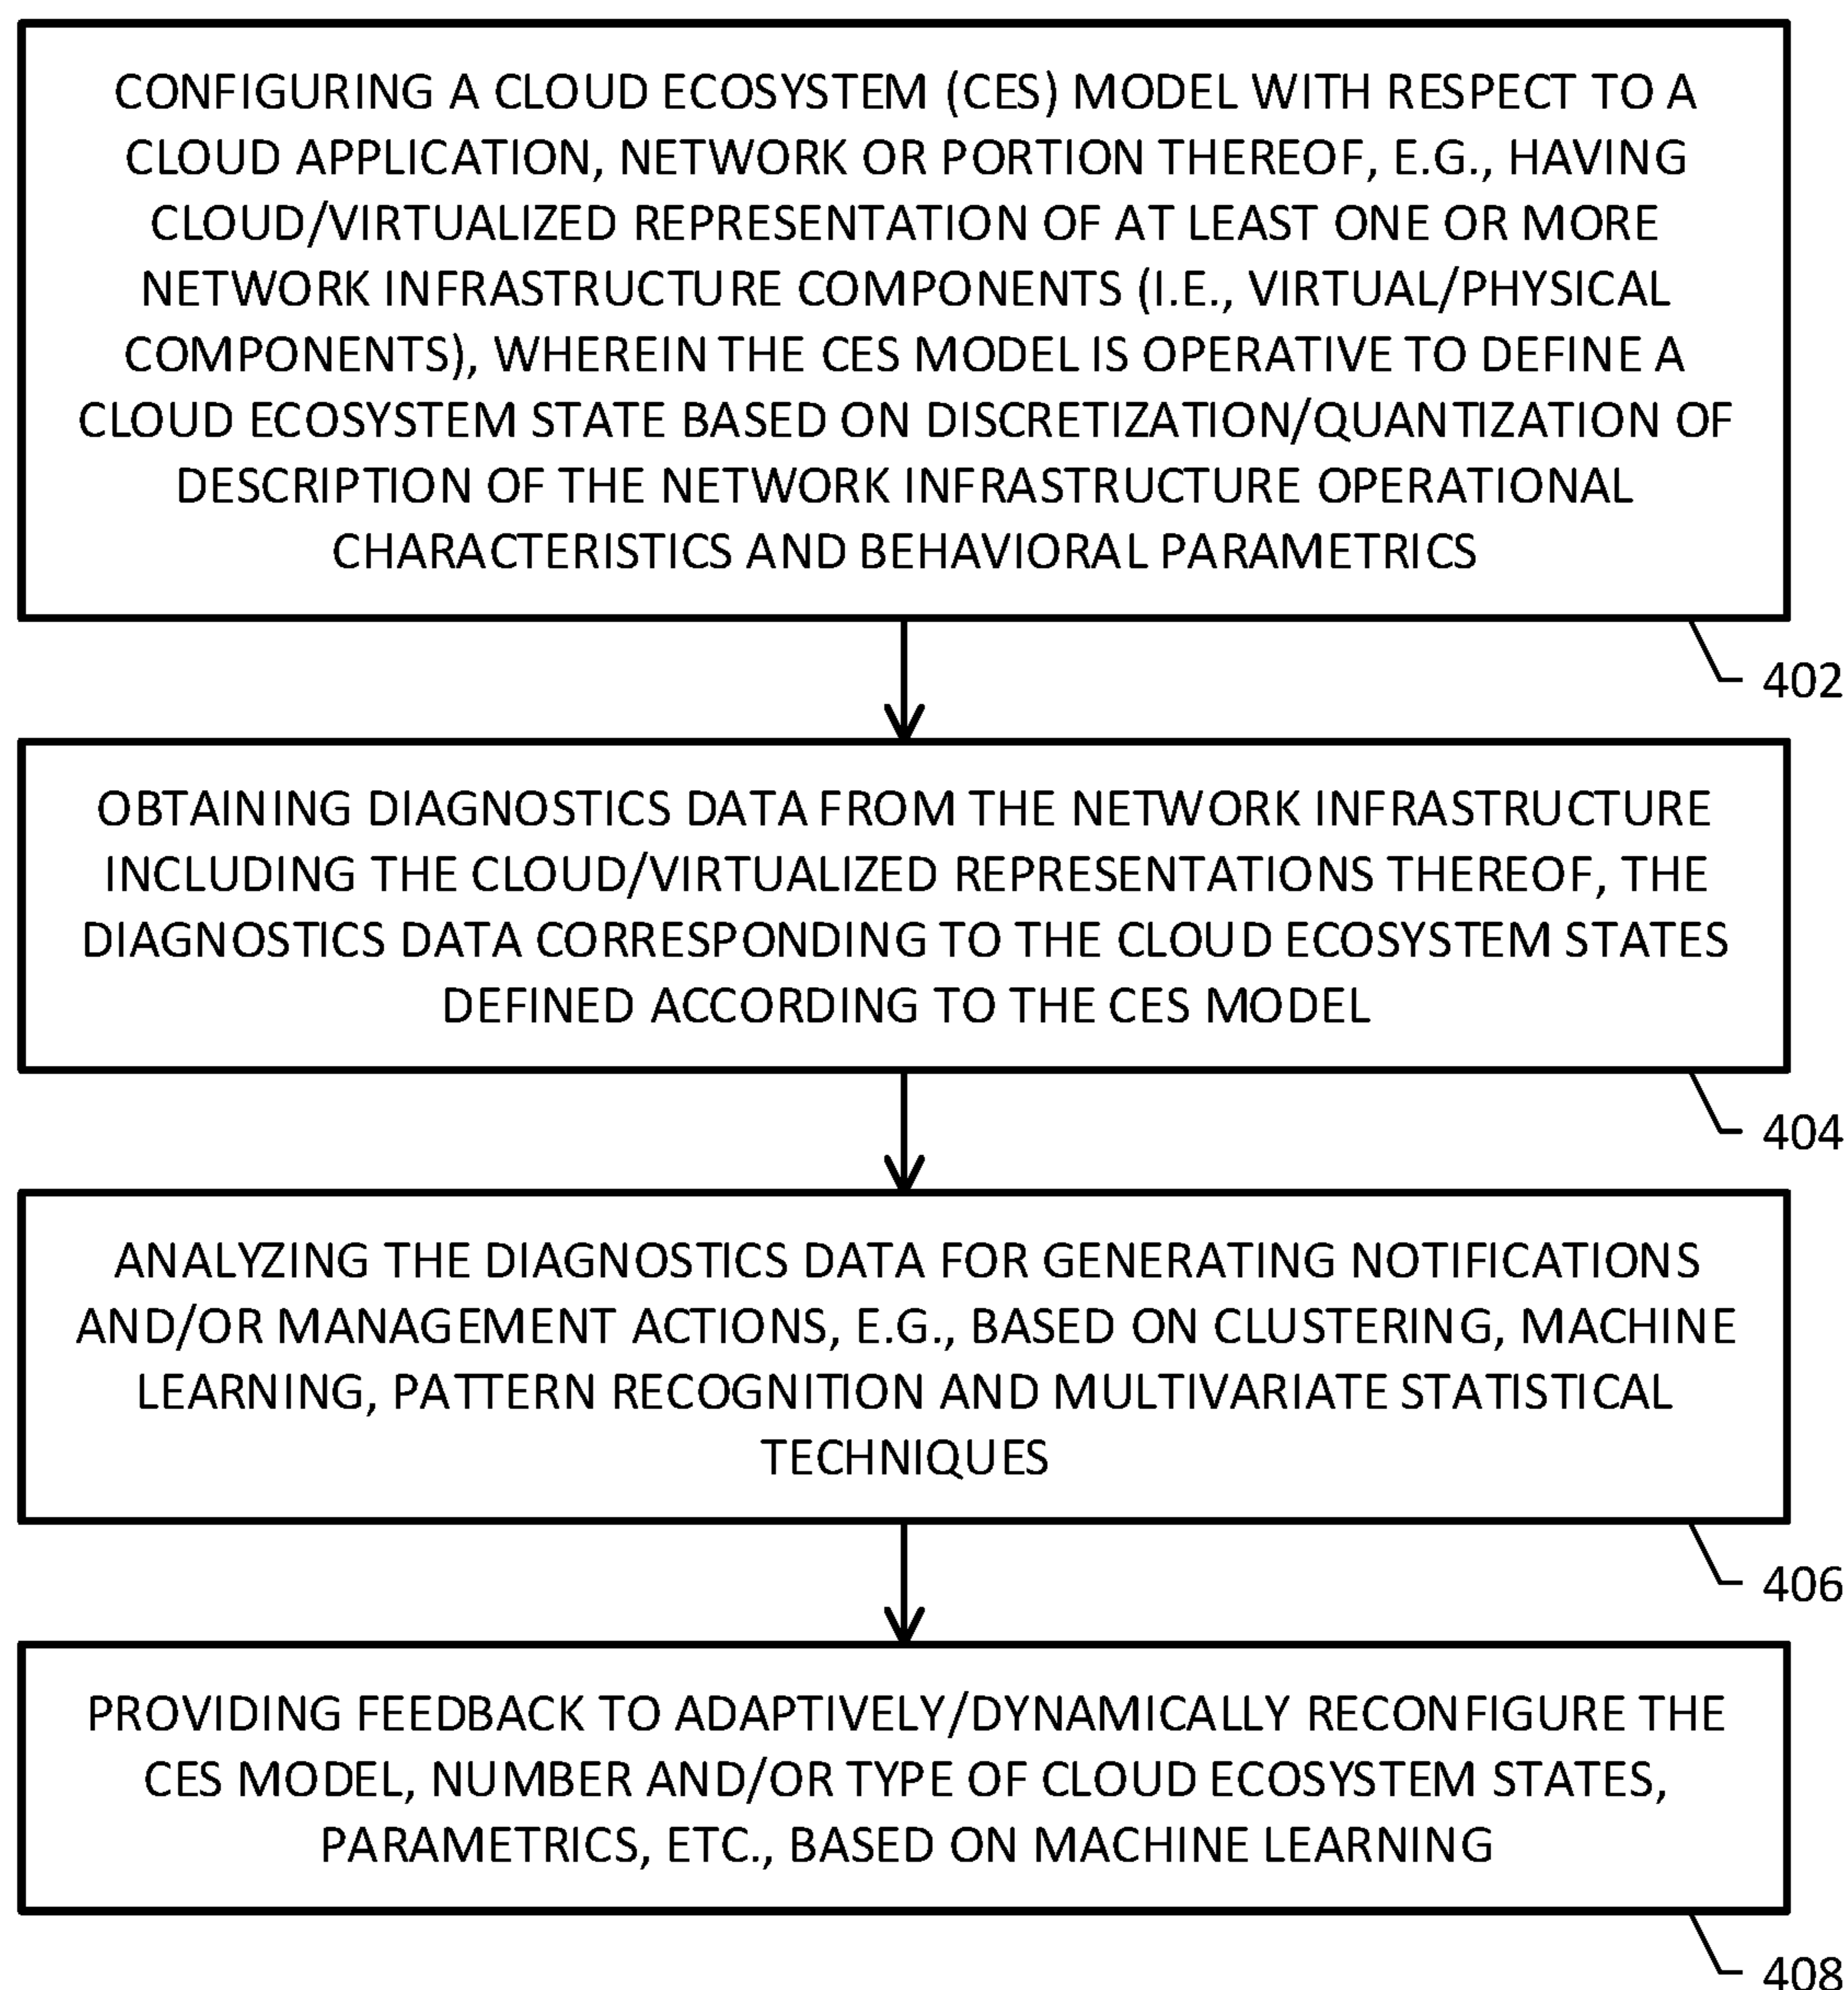 CONFIGURING A CLOUD ECOSYSTEM (CES) MODEL WITH RESPECT TO A
CLOUD APPLICATION, NETWORK OR PORTION THEREOF, E.G., HAVING
CLOUD/VIRTUALIZED REPRESENTATION OF AT LEAST ONE OR MORE
NETWORK INFRASTRUCTURE COMPONENTS (I.E., VIRTUAL/PHYSICAL
COMPONENTS), WHEREIN THE CES MODEL IS OPERATIVE TO DEFINE A
CLOUD ECOSYSTEM STATE BASED ON DISCRETIZATION/QUANTIZATION OF
DESCRIPTION OF THE NETWORK INFRASTRUCTURE OPERATIONAL
CHARACTERISTICS AND BEHAVIORAL PARAMETRICS
402
OBTAINING DIAGNOSTICS DATA FROM THE NETWORK INFRASTRUCTURE
INCLUDING THE CLOUD/VIRTUALIZED REPRESENTATIONS THEREOF, THE
DIAGNOSTICS DATA CORRESPONDING TO THE CLOUD ECOSYSTEM STATES
DEFINED ACCORDING TO THE CES MODEL
404
ANALYZING THE DIAGNOSTICS DATA FOR GENERATING NOTIFICATIONS
AND/OR MANAGEMENT ACTIONS, E.G., BASED ON CLUSTERING, MACHINE
LEARNING, PATTERN RECOGNITION AND MULTIVARIATE STATISTICAL
TECHNIQUES
406
PROVIDING FEEDBACK TO ADAPTIVELY/DYNAMICALLY RECONFIGURE THE
CES MODEL, NUMBER AND/OR TYPE OF CLOUD ECOSYSTEM STATES,
PARAMETRICS, ETC., BASED ON MACHINE LEARNING
408